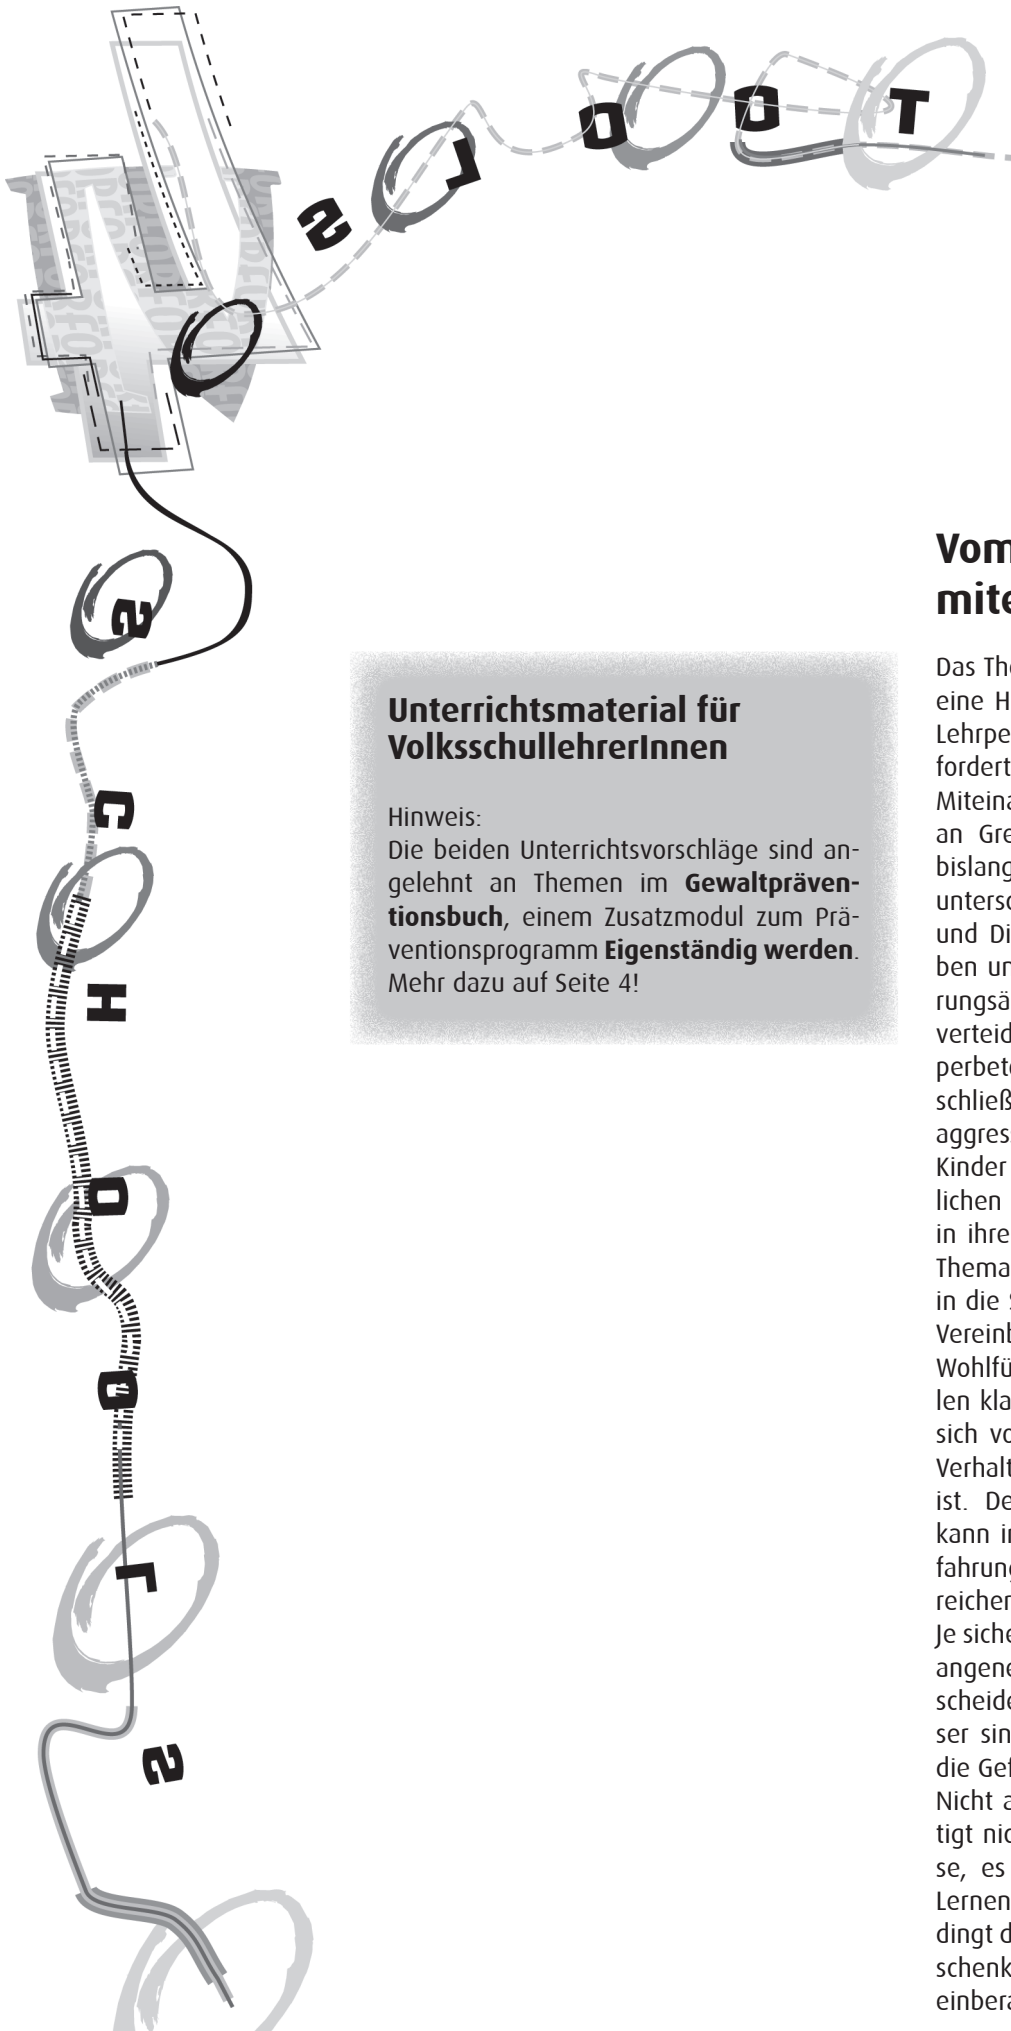 TOOLS
SCHOOLS
Unterrichtsmaterial für
VolksschullehrerInnen
Hinweis:
Die beiden Unterrichtsvorschläge sind an-
gelehnt an Themen im Gewaltpräven-
tionsbuch, einem Zusatzmodul zum Prä-
ventionsprogramm Eigenständig werden.
Mehr dazu auf Seite 4!
Vom
mite
Das The
eine H
Lehrpe
fordert
Miteina
an Gre
bislang
untersc
und Di
ben un
rungsä
verteid
perbeto
schließ
aggres
Kinder
lichen
in ihre
Thema
in die S
Vereinb
Wohlfü
len kla
sich vo
Verhalt
ist. De
kann i
fahrung
reicher
Je siche
angene
scheide
ser sin
die Gef
Nicht a
tigt nic
se, es
Lernen
dingt d
schenk
einbera